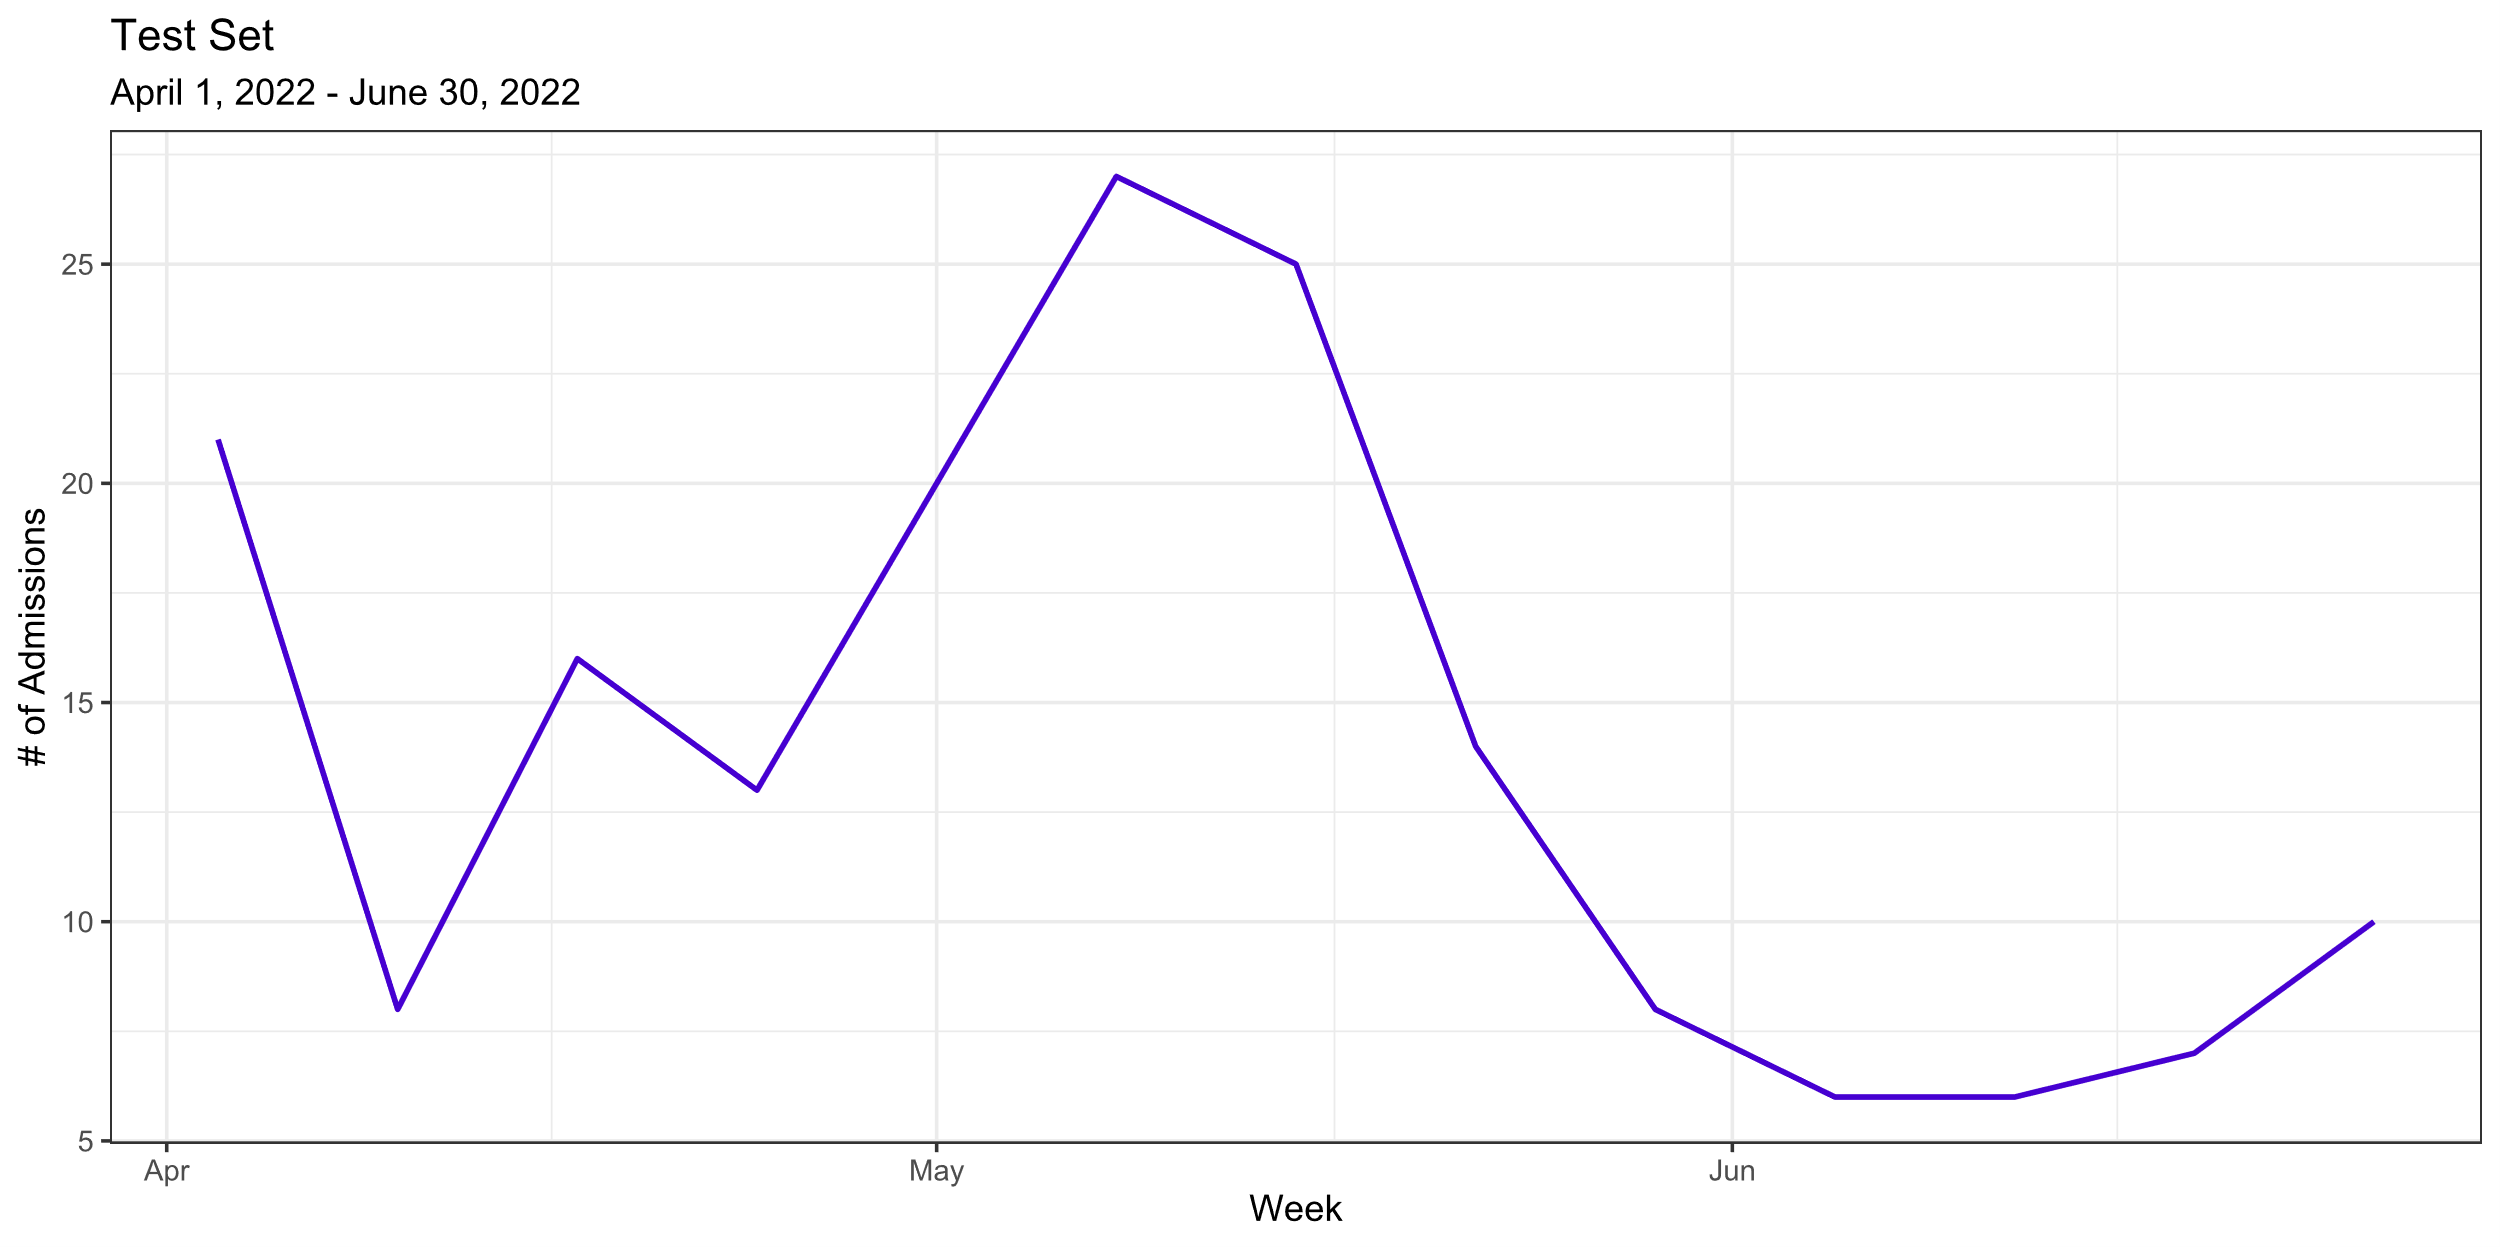 Test Set
April 1, 2022 - June 30, 2022
# of Admissions
25
20
15
10
5
Apr May Jun
Week